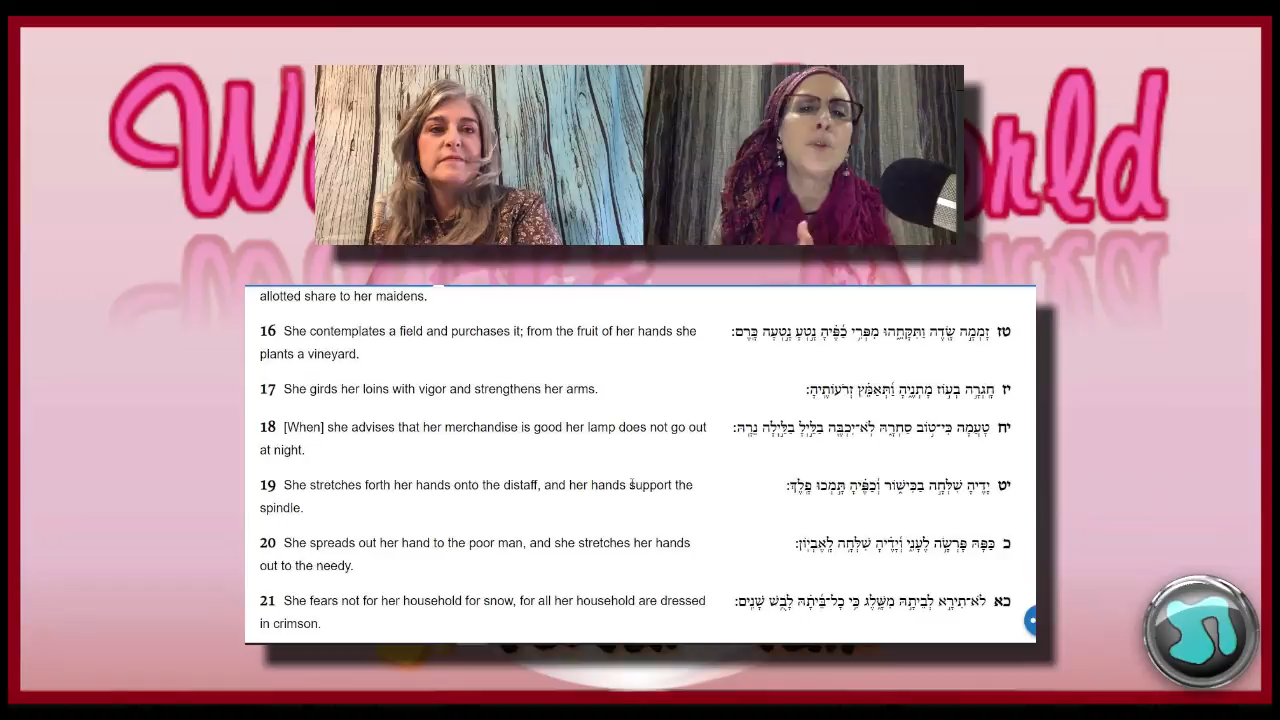 allotted share to her maidens.
16 She contemplates a field and purchases it; from the fruit of her hands she
plants a vineyard.
טז זָמְמָ֣ה שָׂ֭דֶה וַתִּקָּחֵ֑הוּ מִפְּרִ֥י כַ֝פֶּ֗יהָ נָ֣טְעָ נָ֣טְעָה כָּֽרֶם:
17 She girds her loins with vigor and strengthens her arms.
יז חָגְרָ֣ה בְע֣וֹז מָתְנֶ֑יהָ וַ֝תְּאַמֵּ֗ץ זְרֹעוֹתֶֽיהָ:
18 [When] she advises that her merchandise is good her lamp does not go out
at night.
יח טָ֭עֲמָה כִּי־ט֣וֹב סַחְרָ֑הּ לֹֽא־יִכְבֶּ֖ה בַלַּ֣יְל בַלַּ֣יְלָה נֵרָֽהּ:
19 She stretches forth her hands onto the distaff, and her hands support the
spindle.
יט יָ֭דֶיהָ שִׁלְּחָ֣ה בַכִּישׁ֑וֹר וְ֝כַפֶּ֗יהָ תָּ֣מְכוּ פָֽלֶךְ:
20 She spreads out her hand to the poor man, and she stretches her hands
out to the needy.
כ כַּ֭פָּהּ פָּרְשָׂ֣ה לֶעָנִ֑י וְ֝יָדֶ֗יהָ שִׁלְּחָ֥ה לָֽאֶבְיֽוֹן:
21 She fears not for her household for snow, for all her household are dressed
in crimson.
כא לֹֽא־תִירָ֣א לְבֵיתָ֣הּ מִשָּׁ֑לֶג כִּ֥י כָל־בֵּ֝יתָ֗הּ לָבֻ֥שׁ שָׁנִֽים: